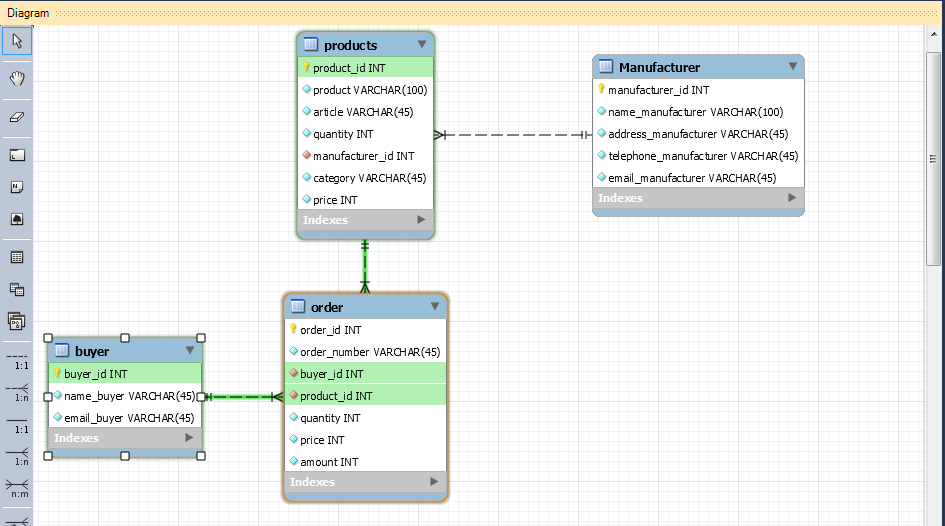 Diagram
products
product_id INT
product VARCHAR(100)
article VARCHAR(45)
quantity INT
manufacturer_id INT
category VARCHAR(45)
price INT
Indexes
Manufacturer
manufacturer_id INT
name_manufacturer VARCHAR(100)
address_manufacturer VARCHAR(45)
telephone_manufacturer VARCHAR(45)
email_manufacturer VARCHAR(45)
Indexes
order
order_id INT
order_number VARCHAR(45)
buyer_id INT
product_id INT
quantity INT
price INT
amount INT
Indexes
buyer
buyer_id INT
name_buyer VARCHAR(45)
email_buyer VARCHAR(45)
Indexes
1:1
1:n
1:1
1:n
n:m